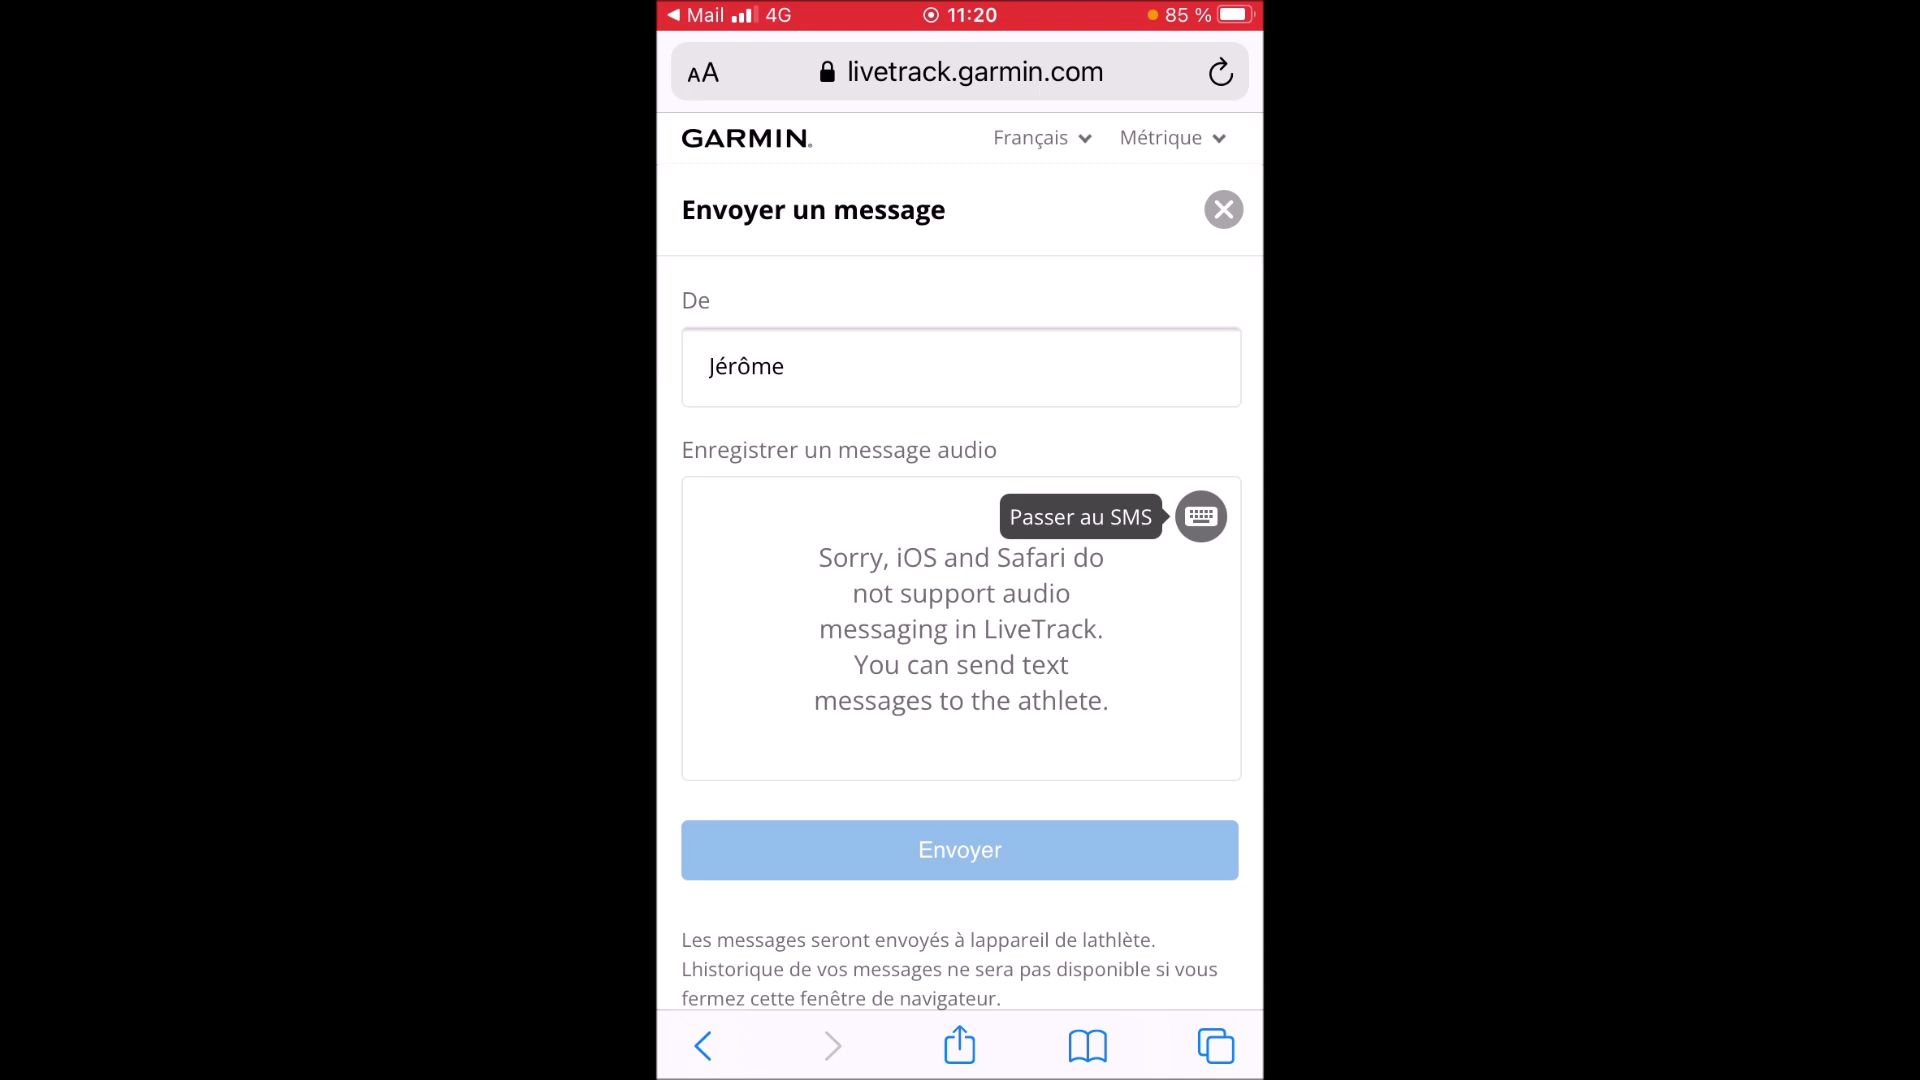 Mail 4G 11:20 85 %
AA livetrack.garmin.com
GARMIN. Français Métrique
Envoyer un message
De
Jérôme
Enregistrer un message audio
Passer au SMS
Sorry, iOS and Safari do
not support audio
messaging in LiveTrack.
You can send text
messages to the athlete.
Envoyer
Les messages seront envoyés à lappareil de lathlète.
Lhistorique de vos messages ne sera pas disponible si vous
fermez cette fenêtre de navigateur.